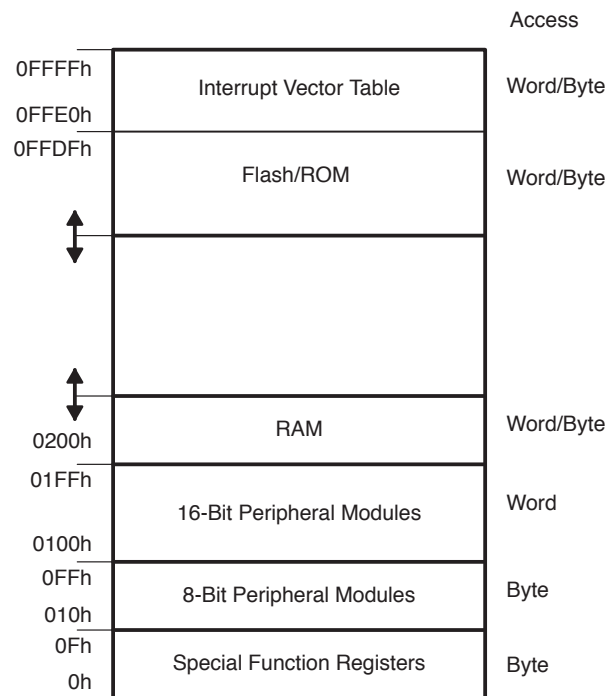 Access
0FFFFh
Interrupt Vector Table
Word/Byte
0FFE0h
0FFDFh
Flash/ROM
Word/Byte
RAM
Word/Byte
0200h
01FFh
16-Bit Peripheral Modules
Word
0100h
0FFh
8-Bit Peripheral Modules
Byte
010h
0Fh
Special Function Registers
Byte
0h